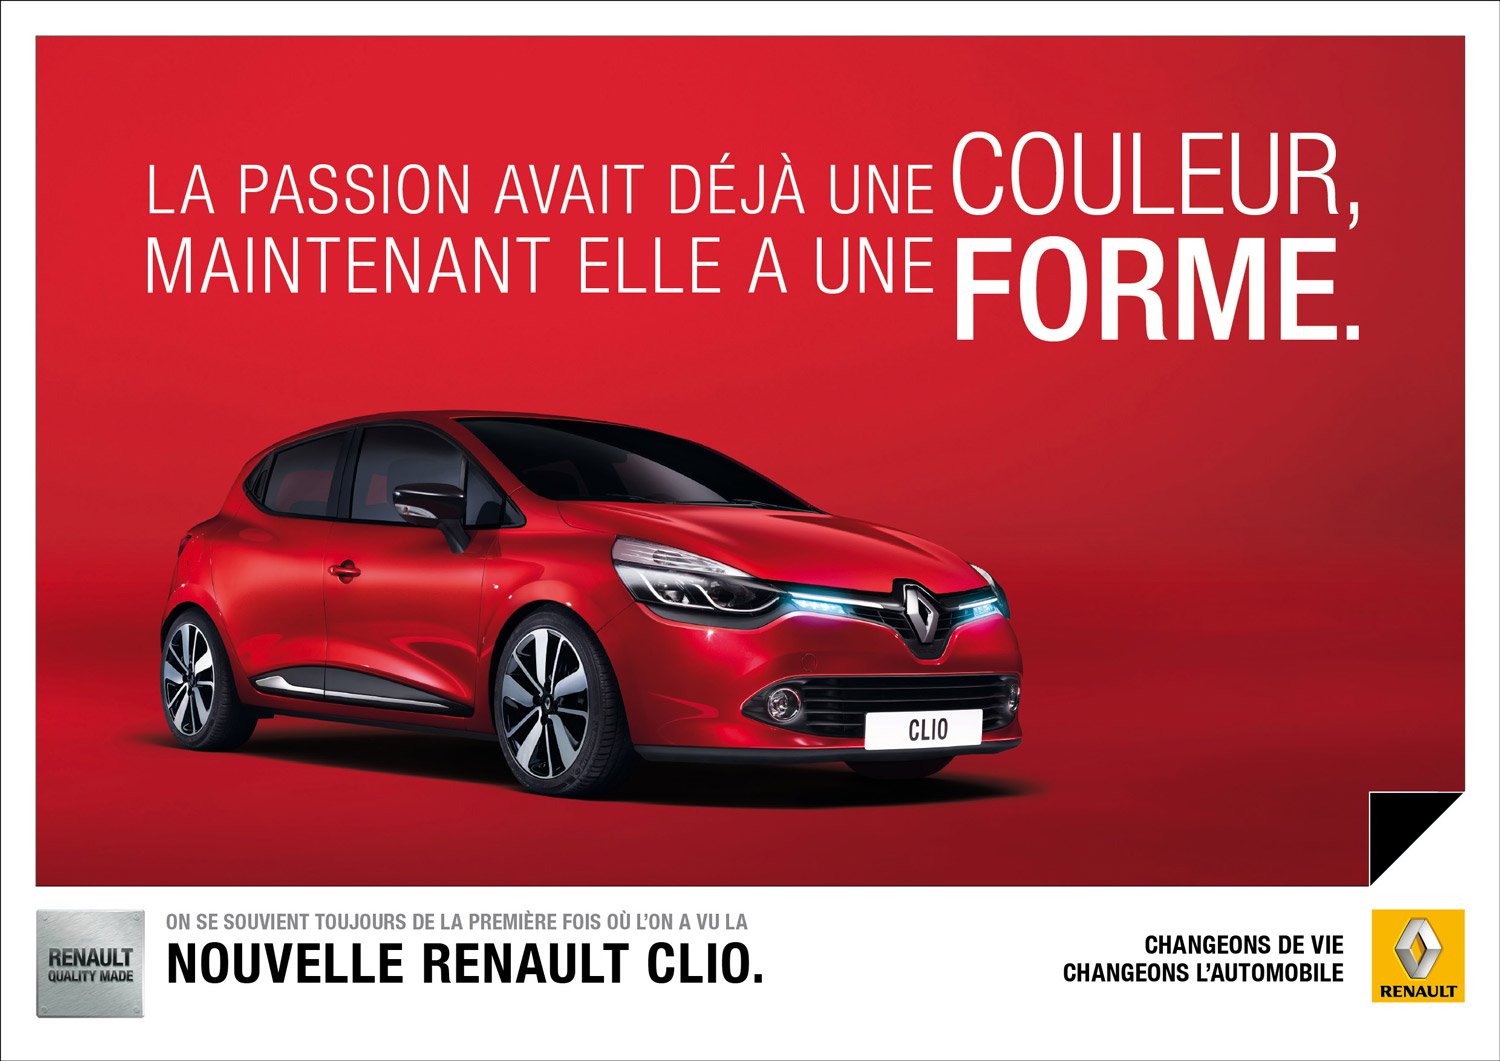 LA PASSION AVAIT DÉJÀ UNE COULEUR,
MAINTENANT ELLE A UNE FORME.
CLIO
RENAULT
QUALITY MADE
ON SE SOUVIENT TOUJOURS DE LA PREMIÈRE FOIS OÙ L'ON A VU LA
NOUVELLE RENAULT CLIO.
CHANGEONS DE VIE
CHANGEONS L'AUTOMOBILE
RENAULT